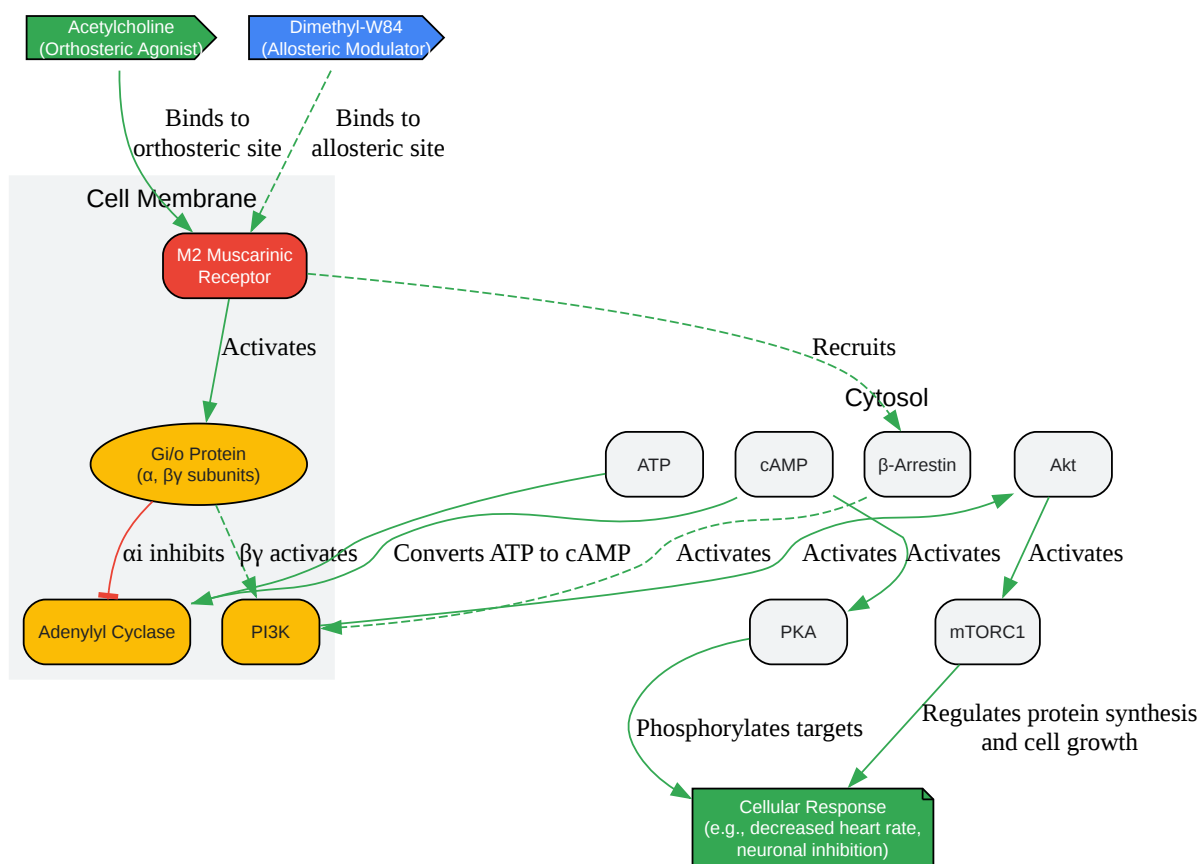 Acetylcholine
(Orthosteric Agonist)
Dimethyl-W84
(Allosteric Modulator)
Binds to
orthosteric site
Binds to
allosteric site
Cell Membrane
M2 Muscarinic
Receptor
Activates
Recruits
Cytosol
Gi/o Protein
(α, βγ subunits)
ATP
cAMP
β-Arrestin
Akt
αi inhibits
βγ activates
Converts ATP to cAMP
Activates
Activates
Activates
Activates
Adenylyl Cyclase
PI3K
PKA
mTORC1
Phosphorylates targets
Regulates protein synthesis
and cell growth
Cellular Response
(e.g., decreased heart rate,
neuronal inhibition)